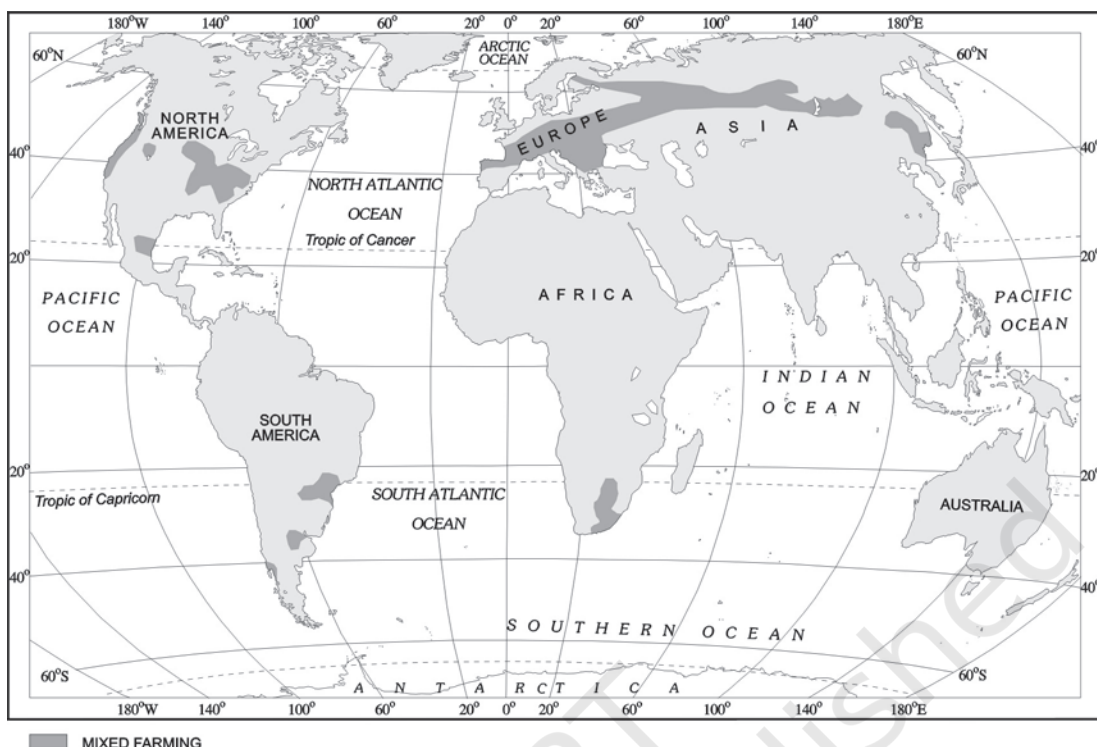 180°W 140° 100° 60° 20° 0° 20° 60° 100° 140° 180°E
60°N
ARCTIC
OCEAN
60°N
NORTH
AMERICA
EUROPE
ASIA
40°
40°
NORTH ATLANTIC
OCEAN
Tropic of Cancer
20°
20°
PACIFIC
OCEAN
AFRICA
PACIFIC
OCEAN
INDIAN
OCEAN
SOUTH
AMERICA
20°
20°
Tropic of Capricorn
SOUTH ATLANTIC
OCEAN
AUSTRALIA
40°
40°
SOUTHERN OCEAN
60°S
60°S
ANTARCTICA
180°W 140° 100° 60° 20° 0° 20° 60° 100° 140° 180°E
MIXED FARMING